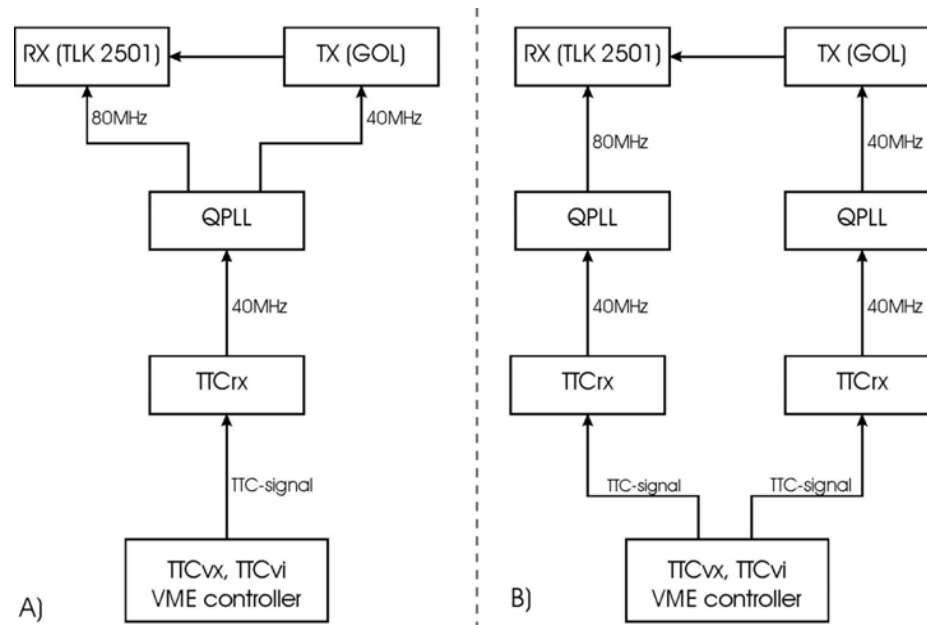 RX (TLK 2501)
TX (GOL)
80MHz
40MHz
QPLL
40MHz
TTCrx
TTC-signal
TTCvx, TTCvi
VME controller
A)
RX (TLK 2501)
TX (GOL)
80MHz
40MHz
QPLL
QPLL
40MHz
40MHz
TTCrx
TTCrx
TTC-signal
TTC-signal
TTCvx, TTCvi
VME controller
B)